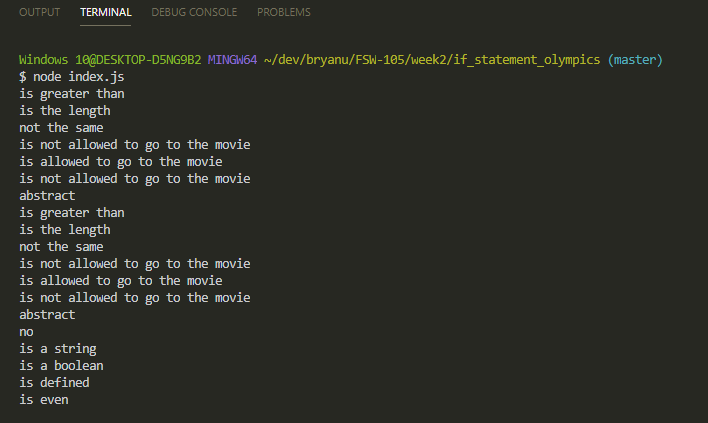 OUTPUT TERMINAL DEBUG CONSOLE PROBLEMS
Windows 10@DESKTOP-D5NG9B2 MINGW64 ~/dev/bryanu/FSW-105/week2/if_statement_olympics (master)
$ node index.js
is greater than
is the length
not the same
is not allowed to go to the movie
is allowed to go to the movie
is not allowed to go to the movie
abstract
is greater than
is the length
not the same
is not allowed to go to the movie
is allowed to go to the movie
is not allowed to go to the movie
abstract
no
is a string
is a boolean
is defined
is even